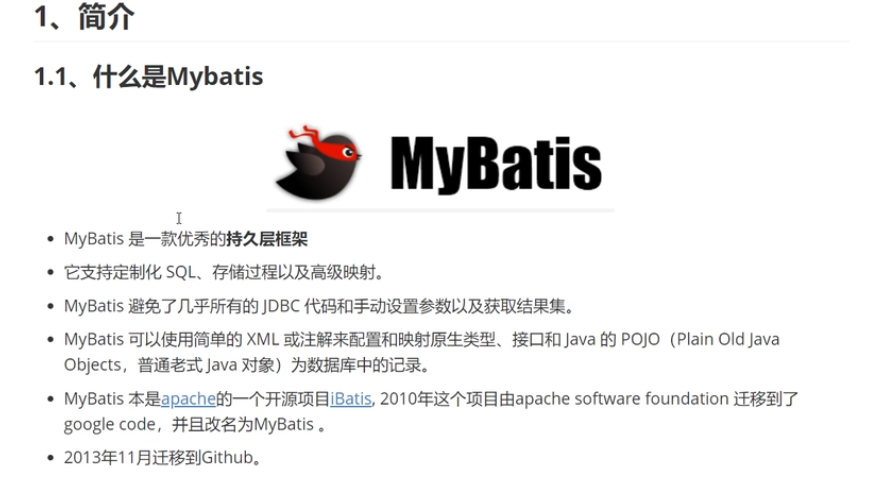 1、简介
1.1、什么是Mybatis
MyBatis
MyBatis 是一款优秀的持久层框架
它支持定制化 SQL、存储过程以及高级映射。
MyBatis 避免了几乎所有的 JDBC 代码和手动设置参数以及获取结果集。
MyBatis 可以使用简单的 XML 或注解来配置和映射原生类型、接口和 Java 的 POJO（Plain Old Java
Objects，普通老式 Java 对象）为数据库中的记录。
MyBatis 本是apache的一个开源项目iBatis, 2010年这个项目由apache software foundation 迁移到了
google code，并且改名为MyBatis 。
2013年11月迁移到Github。